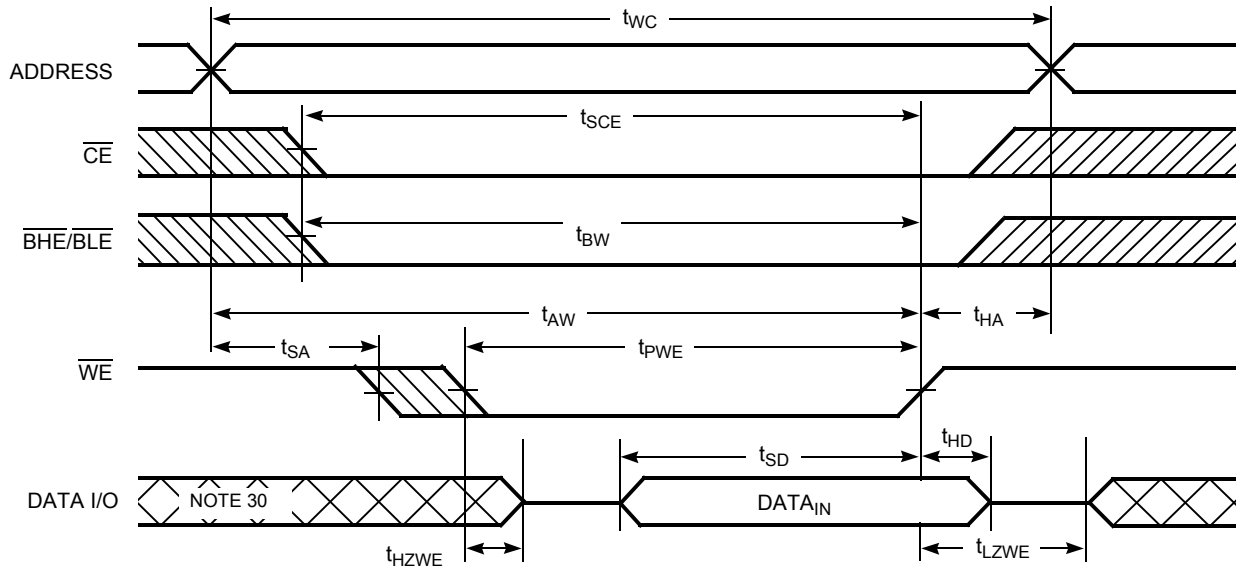 tWC
ADDRESS
tSCE
CE
tBW
BHE/BLE
tAW
tHA
tSA
tPWE
WE
tSD
tHD
DATA I/O
NOTE 30
DATAIN
tHZWE
tLZWE